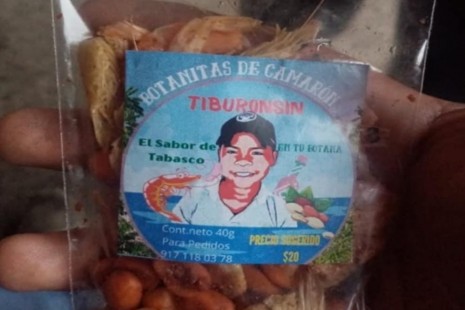 BOTANITAS DE CAMARÓN
TIBURONSIN
El Sabor de
Tabasco
EN TU BOTANA
Cont.neto 40g
Para Pedidos
917 118 03 78
PRECIO SUGERIDO
$20